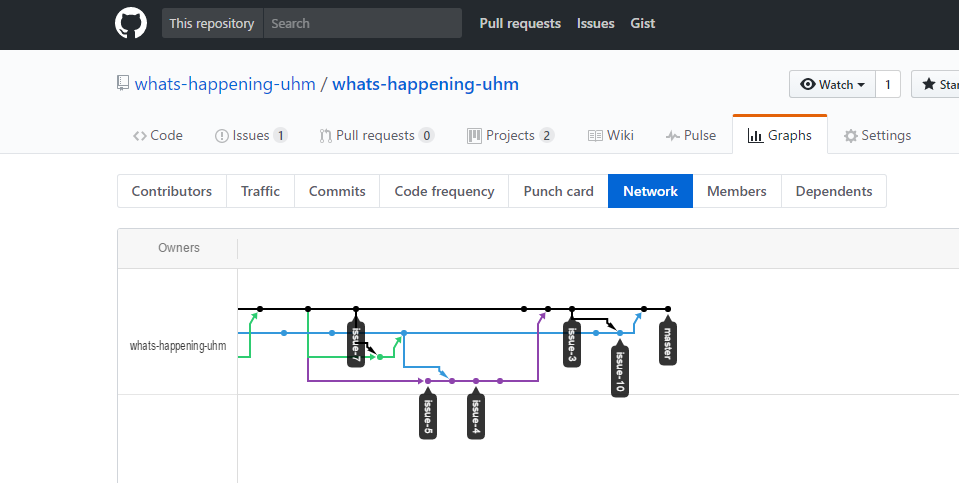 This repository Search Pull requests Issues Gist
whats-happening-uhm / whats-happening-uhm Watch 1 Star
Code Issues 1 Pull requests 0 Projects 2 Wiki Pulse Graphs Settings
Contributors Traffic Commits Code frequency Punch card Network Members Dependents
Owners
whats-happening-uhm
issue-7
issue-3
master
issue-10
issue-5
issue-4